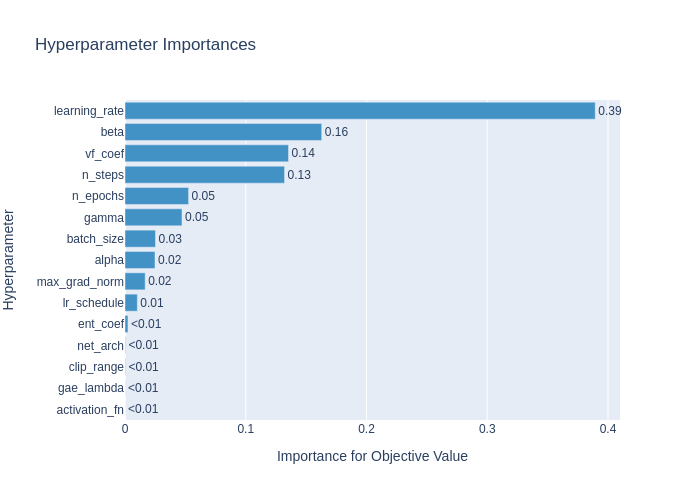 Hyperparameter Importances
learning_rate 0.39
beta 0.16
vf_coef 0.14
n_steps 0.13
n_epochs 0.05
gamma 0.05
batch_size 0.03
alpha 0.02
max_grad_norm 0.02
lr_schedule 0.01
ent_coef <0.01
net_arch <0.01
clip_range <0.01
gae_lambda <0.01
activation_fn <0.01
0 0.1 0.2 0.3 0.4
Importance for Objective Value
Hyperparameter